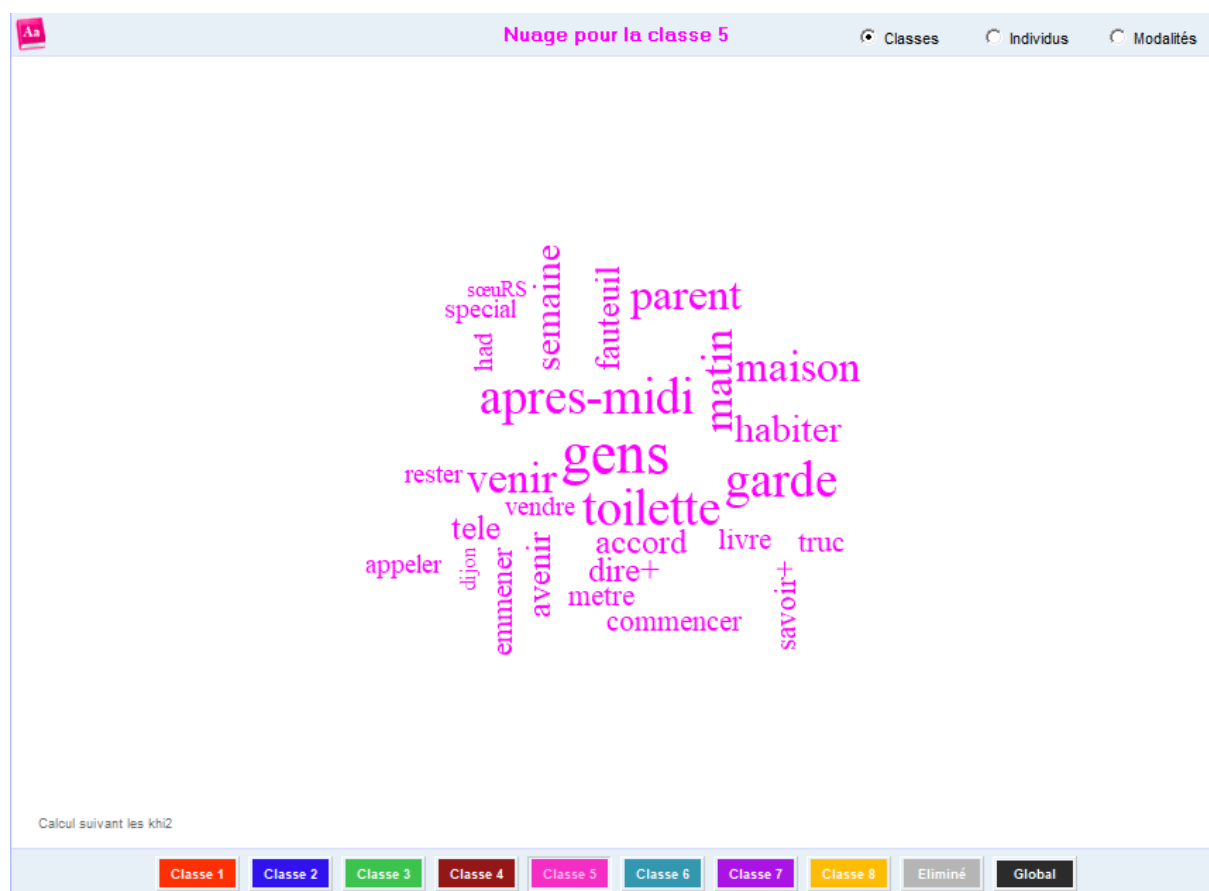 Aa
Nuage pour la classe 5
Classes
Individus
Modalités
sœuRS
special
had
semaine
fauteuil
parent
matin
maison
apres-midi
habiter
gens
rester
venir
garde
vendre
toilette
tele
accord
livre
truc
appeler
dijon
emmener
avenir
dire+
metre
savoir+
commencer
Calcul suivant les khi2
Classe 1 Classe 2 Classe 3 Classe 4 Classe 5 Classe 6 Classe 7 Classe 8 Eliminé Global